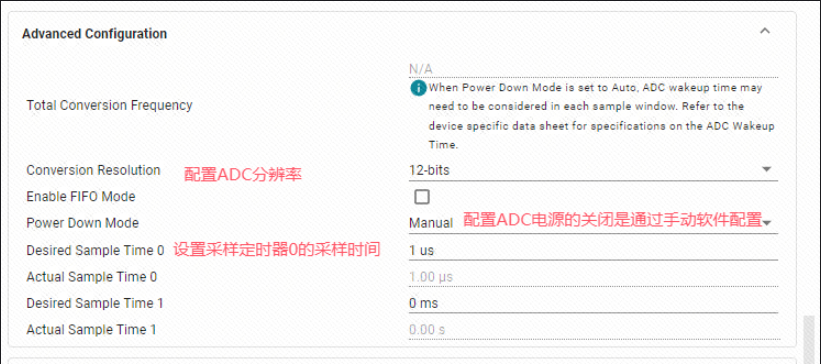 Advanced Configuration
N/A
Total Conversion Frequency
When Power Down Mode is set to Auto, ADC wakeup time may
need to be considered in each sample window. Refer to the
device specific data sheet for specifications on the ADC Wakeup
Time.
Conversion Resolution 配置ADC分辨率 12-bits
Enable FIFO Mode
Power Down Mode Manual 配置ADC电源的关闭是通过手动软件配置
Desired Sample Time 0 设置采样定时器0的采样时间 1 us
Actual Sample Time 0 1.00 µs
Desired Sample Time 1 0 ms
Actual Sample Time 1 0.00 s